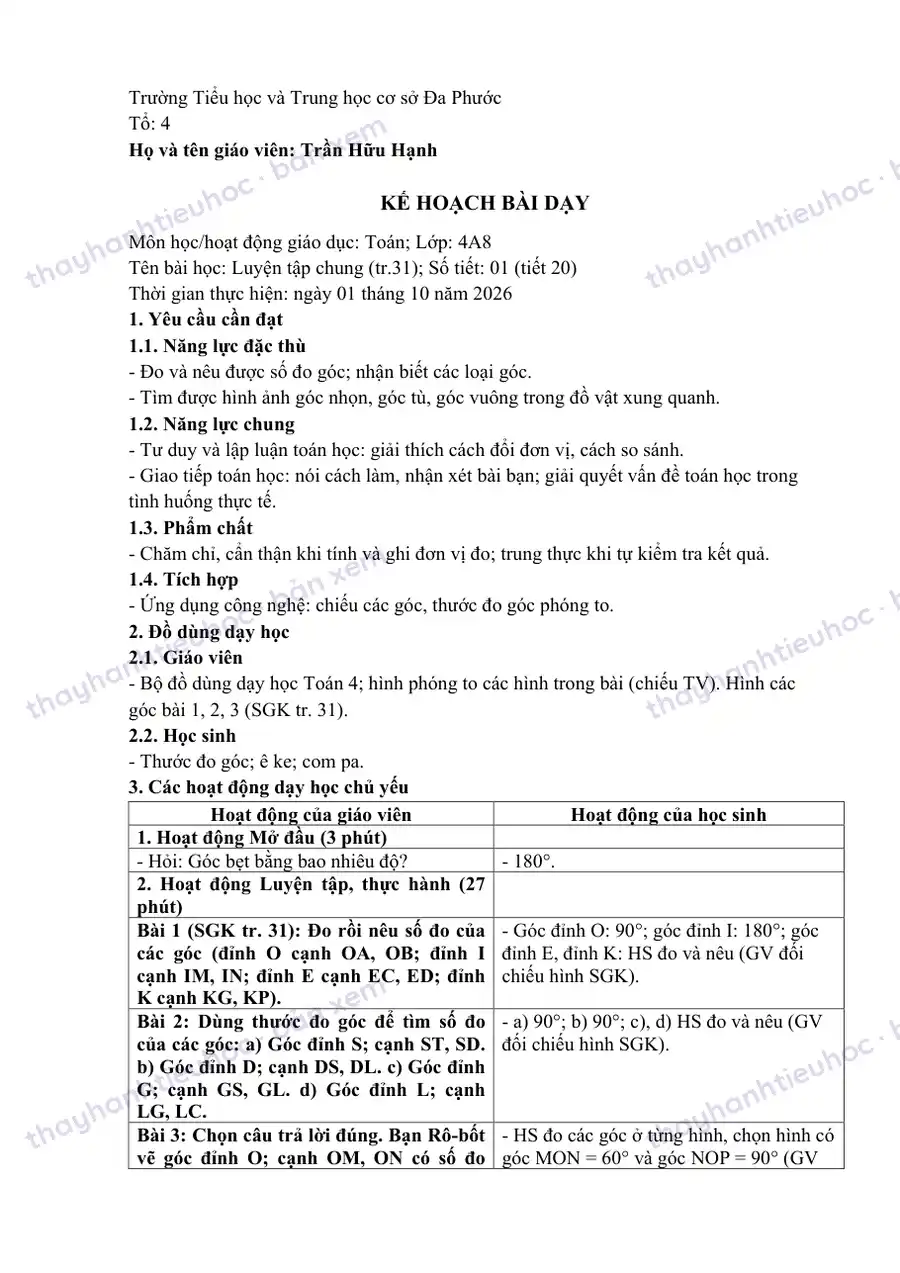 Trường Tiểu học và Trung học cơ sở Đa Phước
Tổ: 4
Họ và tên giáo viên: Trần Hữu Hạnh
KẾ HOẠCH BÀI DẠY
Môn học/hoạt động giáo dục: Toán; Lớp: 4A8
Tên bài học: Luyện tập chung (tr.31); Số tiết: 01 (tiết 20)
Thời gian thực hiện: ngày 01 tháng 10 năm 2026
1. Yêu cầu cần đạt
1.1. Năng lực đặc thù
- Đo và nêu được số đo góc; nhận biết các loại góc.
- Tìm được hình ảnh góc nhọn, góc tù, góc vuông trong đồ vật xung quanh.
1.2. Năng lực chung
- Tư duy và lập luận toán học: giải thích cách đổi đơn vị, cách so sánh.
- Giao tiếp toán học: nói cách làm, nhận xét bài bạn; giải quyết vấn đề toán học trong
tình huống thực tế.
1.3. Phẩm chất
- Chăm chỉ, cẩn thận khi tính và ghi đơn vị đo; trung thực khi tự kiểm tra kết quả.
1.4. Tích hợp
- Ứng dụng công nghệ: chiếu các góc, thước đo góc phóng to.
2. Đồ dùng dạy học
2.1. Giáo viên
- Bộ đồ dùng dạy học Toán 4; hình phóng to các hình trong bài (chiếu TV). Hình các
góc bài 1, 2, 3 (SGK tr. 31).
2.2. Học sinh
- Thước đo góc; ê ke; com pa.
3. Các hoạt động dạy học chủ yếu
Hoạt động của giáo viên
Hoạt động của học sinh
1. Hoạt động Mở đầu (3 phút)
- Hỏi: Góc bẹt bằng bao nhiêu độ?
- 180°.
2. Hoạt động Luyện tập, thực hành (27
phút)
Bài 1 (SGK tr. 31): Đo rồi nêu số đo của
các góc (đỉnh O cạnh OA, OB; đỉnh I
cạnh IM, IN; đỉnh E cạnh EC, ED; đỉnh
K cạnh KG, KP).
- Góc đỉnh O: 90°; góc đỉnh I: 180°; góc
đỉnh E, đỉnh K: HS đo và nêu (GV đối
chiếu hình SGK).
Bài 2: Dùng thước đo góc để tìm số đo
của các góc: a) Góc đỉnh S; cạnh ST, SD.
b) Góc đỉnh D; cạnh DS, DL. c) Góc đỉnh
G; cạnh GS, GL. d) Góc đỉnh L; cạnh
LG, LC.
- a) 90°; b) 90°; c), d) HS đo và nêu (GV
đối chiếu hình SGK).
Bài 3: Chọn câu trả lời đúng. Bạn Rô-bốt
vẽ góc đỉnh O; cạnh OM, ON có số đo
- HS đo các góc ở từng hình, chọn hình có
góc MON = 60° và góc NOP = 90° (GV
thayhanhtieuhoc · bản xem
thayhanhtieuhoc · b
thayhanhtieuhoc · bản xem
thayhanhtieuhoc · b
thayhanhtieuhoc · bản xem
thayhanhtieuhoc · b